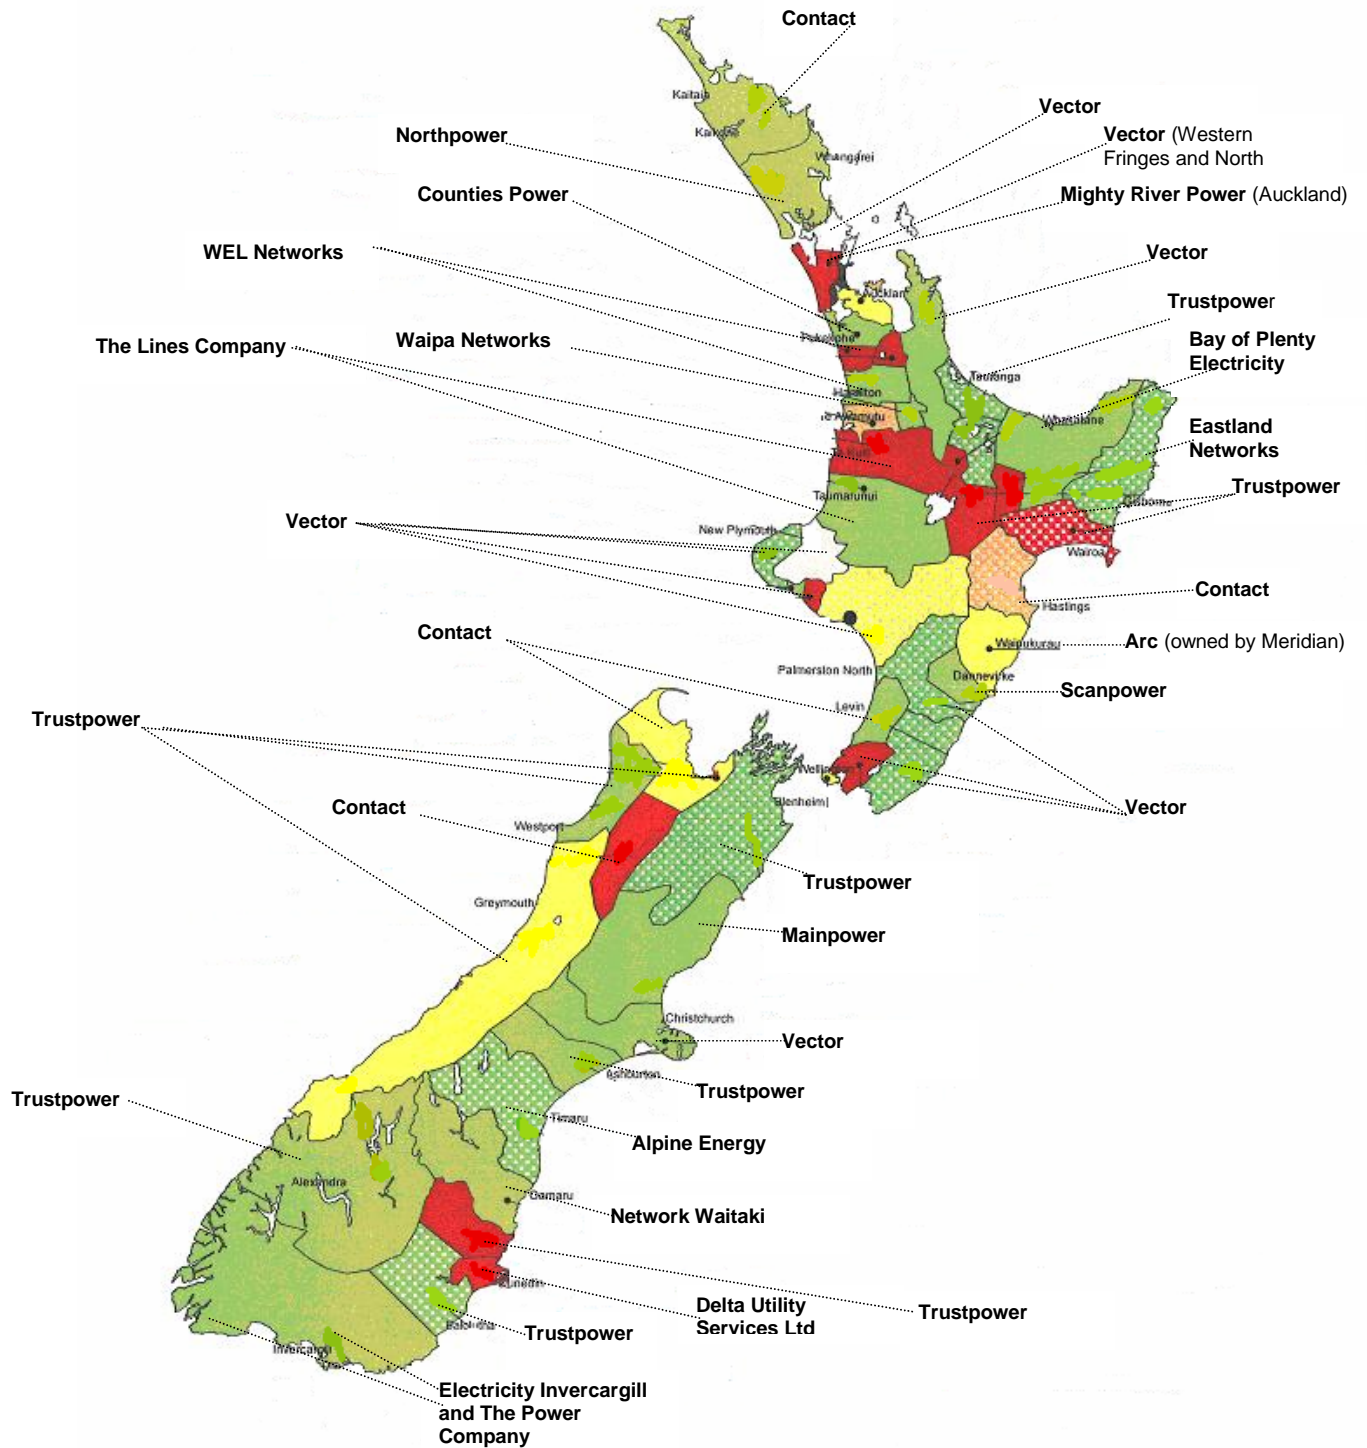 Contact
Kaitaia
Vector
Northpower
Kaikohe
Vector (Western
Fringes and North
Whangarei
Counties Power
Mighty River Power (Auckland)
WEL Networks
Vector
Trustpower
Pukekohe
The Lines Company
Waipa Networks
Bay of Plenty
Electricity
Tauranga
Hamilton
Whakatane
Te Kuiti
Eastland
Networks
Taumarunui
Trustpower
Gisborne
Vector
New Plymouth
Wairoa
Contact
Hastings
Contact
Waipukurau
Arc (owned by Meridian)
Palmerston North
Dannevirke
Scanpower
Levin
Trustpower
Wellington
Contact
Blenheim
Vector
Westport
Trustpower
Greymouth
Mainpower
Christchurch
Vector
Ashburton
Trustpower
Trustpower
Timaru
Alpine Energy
Alexandra
Oamaru
Network Waitaki
Dunedin
Delta Utility
Services Ltd
Trustpower
Balclutha
Trustpower
Invercargill
Electricity Invercargill
and The Power
Company